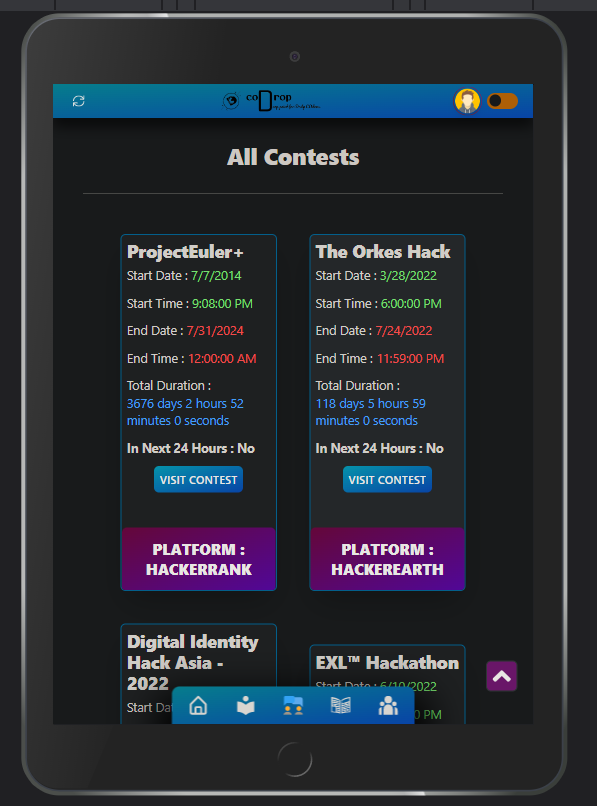 coDrop
All Contests
ProjectEuler+
Start Date : 7/7/2014
Start Time : 9:08:00 PM
End Date : 7/31/2024
End Time : 12:00:00 AM
Total Duration :
3676 days 2 hours 52
minutes 0 seconds
In Next 24 Hours : No
VISIT CONTEST
PLATFORM :
HACKERRANK
The Orkes Hack
Start Date : 3/28/2022
Start Time : 6:00:00 PM
End Date : 7/24/2022
End Time : 11:59:00 PM
Total Duration :
118 days 5 hours 59
minutes 0 seconds
In Next 24 Hours : No
VISIT CONTEST
PLATFORM :
HACKEREARTH
Digital Identity
Hack Asia -
2022
Start Dat
EXL™ Hackathon
Start Date : 6/10/2022
PM